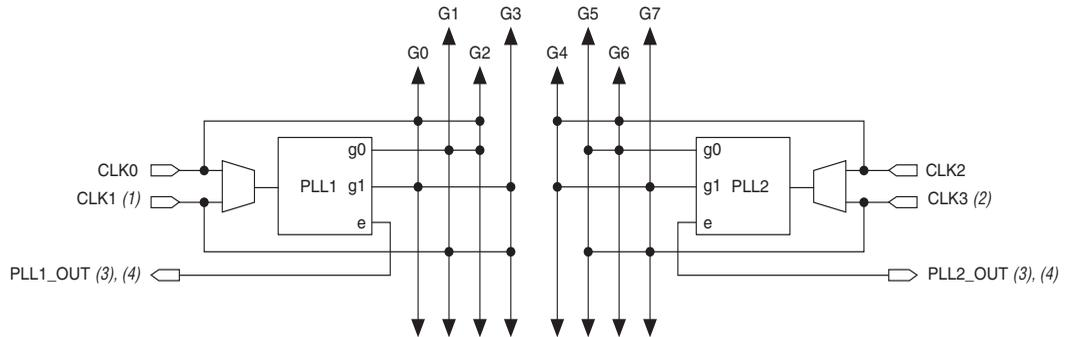 G1 G3 G5 G7
G0 G2 G4 G6
g0 g0
CLK0 CLK2
PLL1 g1 g1 PLL2
CLK1 (1) CLK3 (2)
e e
PLL1_OUT (3), (4) PLL2_OUT (3), (4)